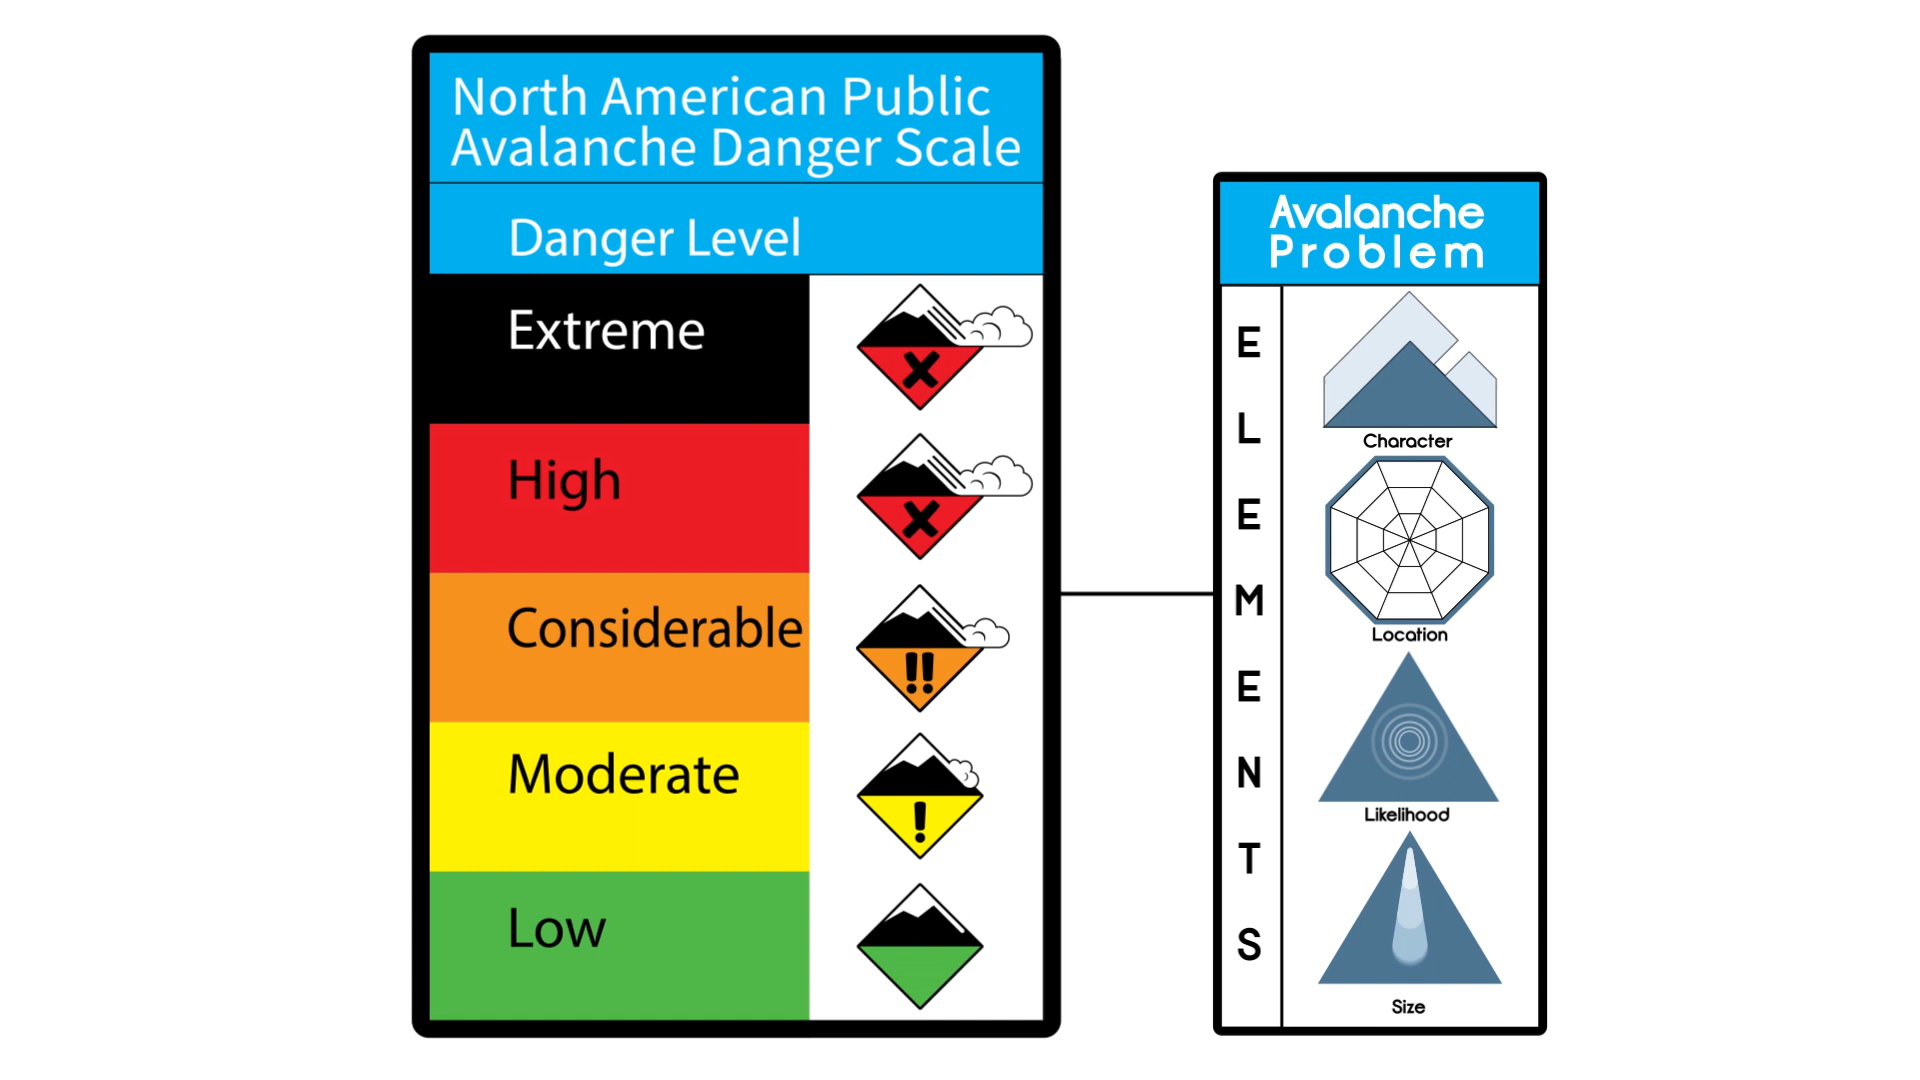 North American Public
Avalanche Danger Scale
Danger Level
Extreme
High
Considerable
!!
Moderate
!
Low
Avalanche
Problem
ELEMENTS
Character
Location
Likelihood
Size